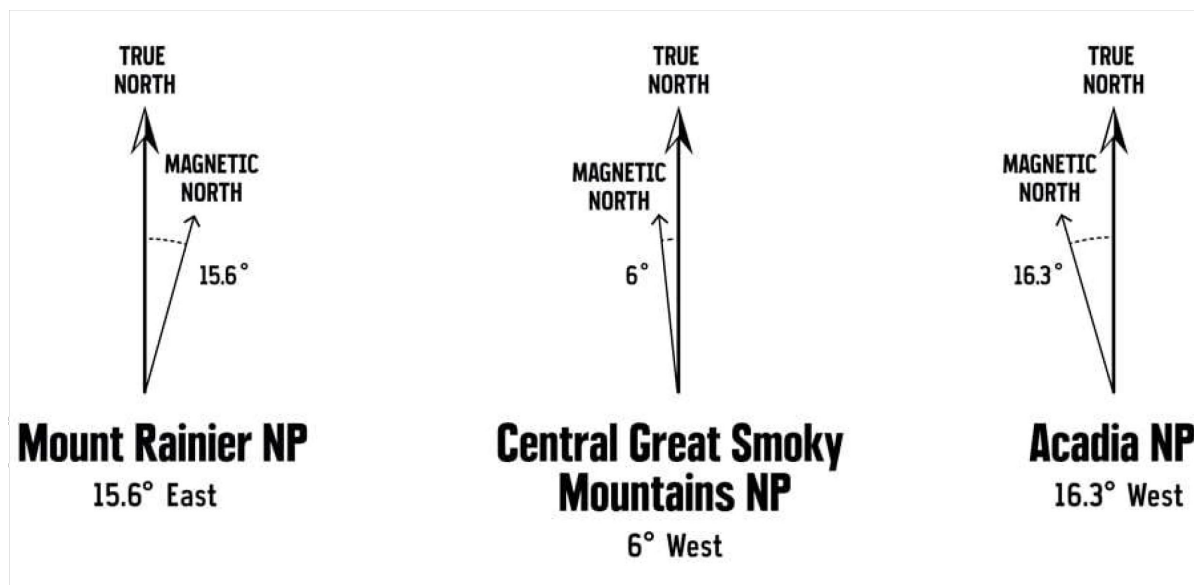 TRUE
NORTH
MAGNETIC
NORTH
15.6°
Mount Rainier NP
15.6° East
TRUE
NORTH
MAGNETIC
NORTH
6°
Central Great Smoky
Mountains NP
6° West
TRUE
NORTH
MAGNETIC
NORTH
16.3°
Acadia NP
16.3° West